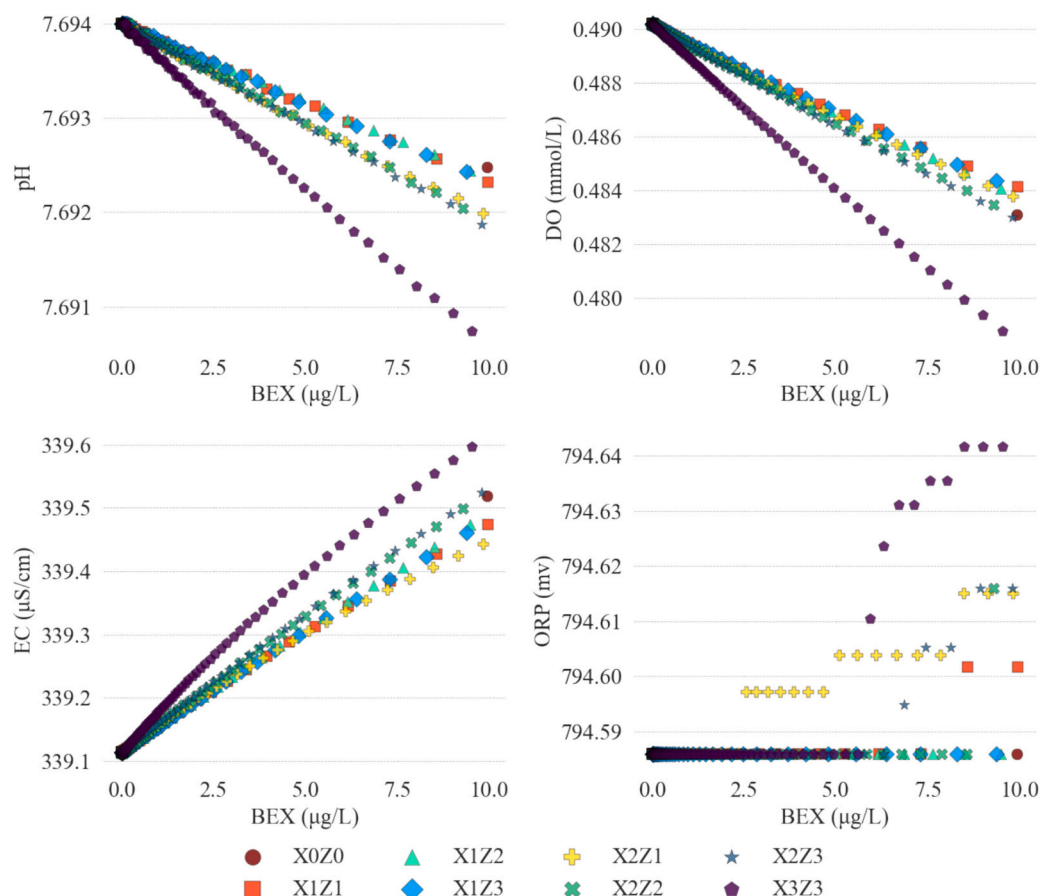 7.694
7.693
7.692
7.691
pH
0.0 2.5 5.0 7.5 10.0
BEX (μg/L)
0.490
0.488
0.486
0.484
0.482
0.480
DO (mmol/L)
0.0 2.5 5.0 7.5 10.0
BEX (μg/L)
339.6
339.5
339.4
339.3
339.2
339.1
EC (μS/cm)
0.0 2.5 5.0 7.5 10.0
BEX (μg/L)
794.64
794.63
794.62
794.61
794.60
794.59
ORP (mv)
0.0 2.5 5.0 7.5 10.0
BEX (μg/L)
X0Z0 X1Z2 X2Z1 X2Z3
X1Z1 X1Z3 X2Z2 X3Z3